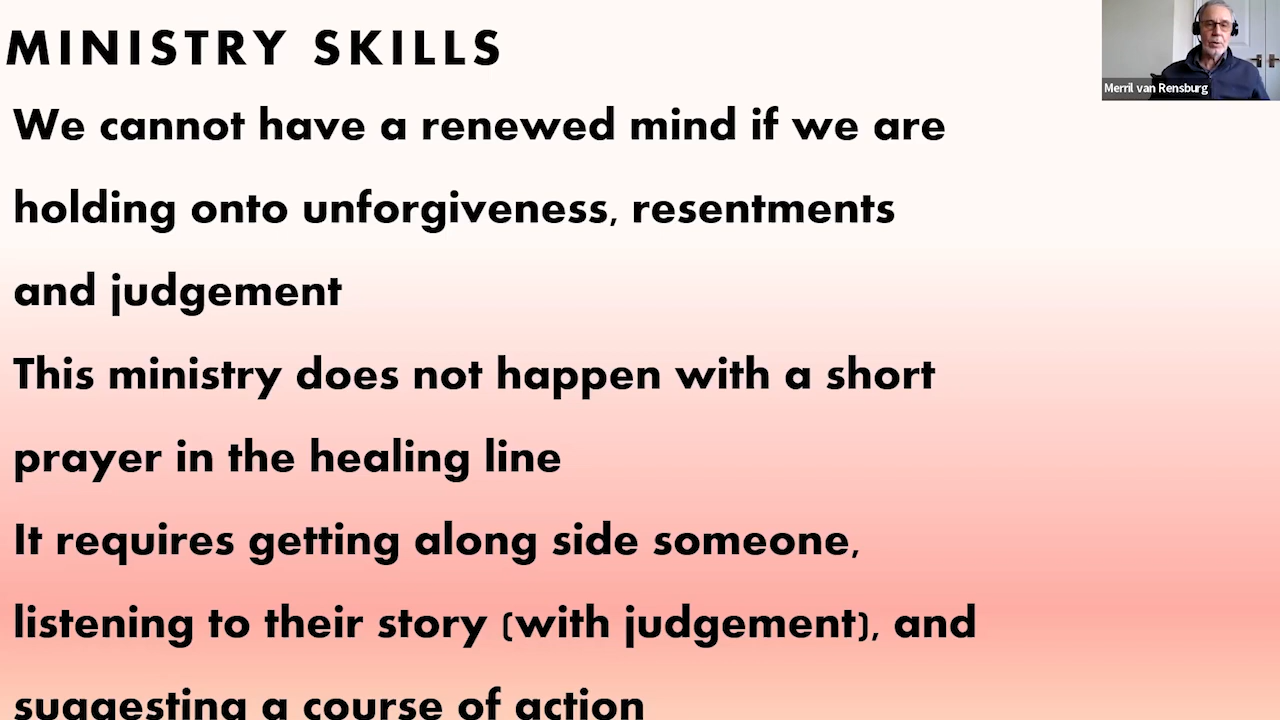 MINISTRY SKILLS
Merril van Rensburg
We cannot have a renewed mind if we are
holding onto unforgiveness, resentments
and judgement
This ministry does not happen with a short
prayer in the healing line
It requires getting along side someone,
listening to their story (with judgement), and
suggesting a course of action